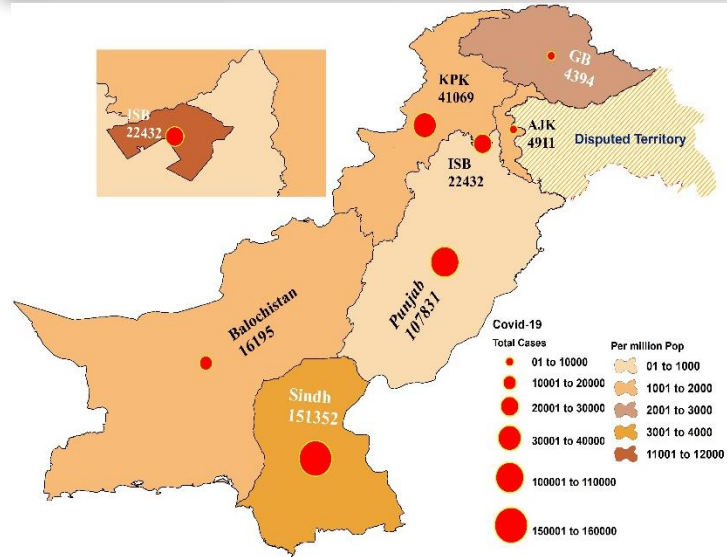 ISB
22432
GB
4394
KPK
41069
AJK
4911
Disputed Territory
ISB
22432
Punjab
107831
Balochistan
16195
Sindh
151352
Covid-19
Total Cases
01 to 10000
10001 to 20000
20001 to 30000
30001 to 40000
100001 to 110000
150001 to 160000
Per million Pop
01 to 1000
1001 to 2000
2001 to 3000
3001 to 4000
11001 to 12000